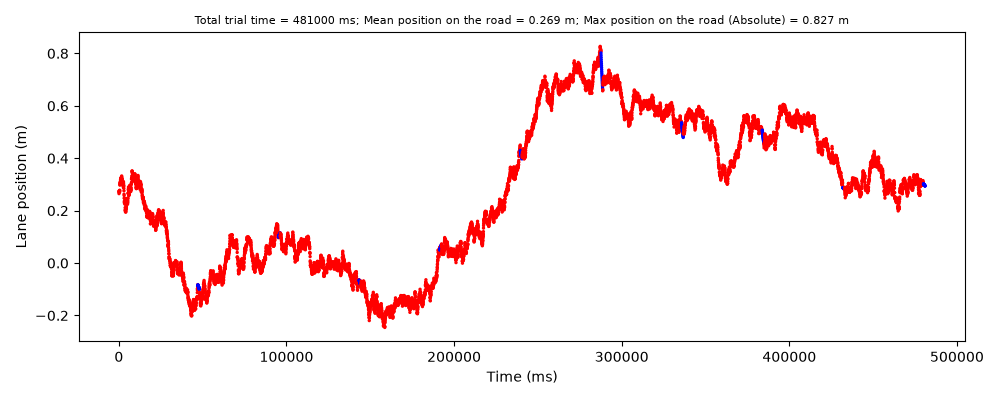 Total trial time = 481000 ms; Mean position on the road = 0.269 m; Max position on the road (Absolute) = 0.827 m
0.8
0.6
0.4
0.2
0.0
−0.2
Lane position (m)
0 100000 200000 300000 400000 500000
Time (ms)